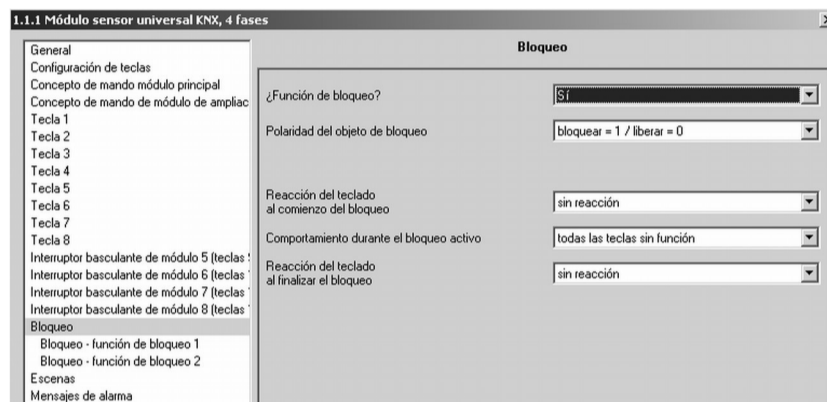 1.1.1 Módulo sensor universal KNX, 4 fases
General
Configuración de teclas
Concepto de mando módulo principal
Concepto de mando de módulo de ampliac
Tecla 1
Tecla 2
Tecla 3
Tecla 4
Tecla 5
Tecla 6
Tecla 7
Tecla 8
Interruptor basculante de módulo 5 (teclas
Interruptor basculante de módulo 6 (teclas
Interruptor basculante de módulo 7 (teclas
Interruptor basculante de módulo 8 (teclas
Bloqueo
Bloqueo - función de bloqueo 1
Bloqueo - función de bloqueo 2
Escenas
Mensajes de alarma
Bloqueo
¿Función de bloqueo?
Sí
Polaridad del objeto de bloqueo
bloquear = 1 / liberar = 0
Reacción del teclado
al comienzo del bloqueo
sin reacción
Comportamiento durante el bloqueo activo
todas las teclas sin función
Reacción del teclado
al finalizar el bloqueo
sin reacción